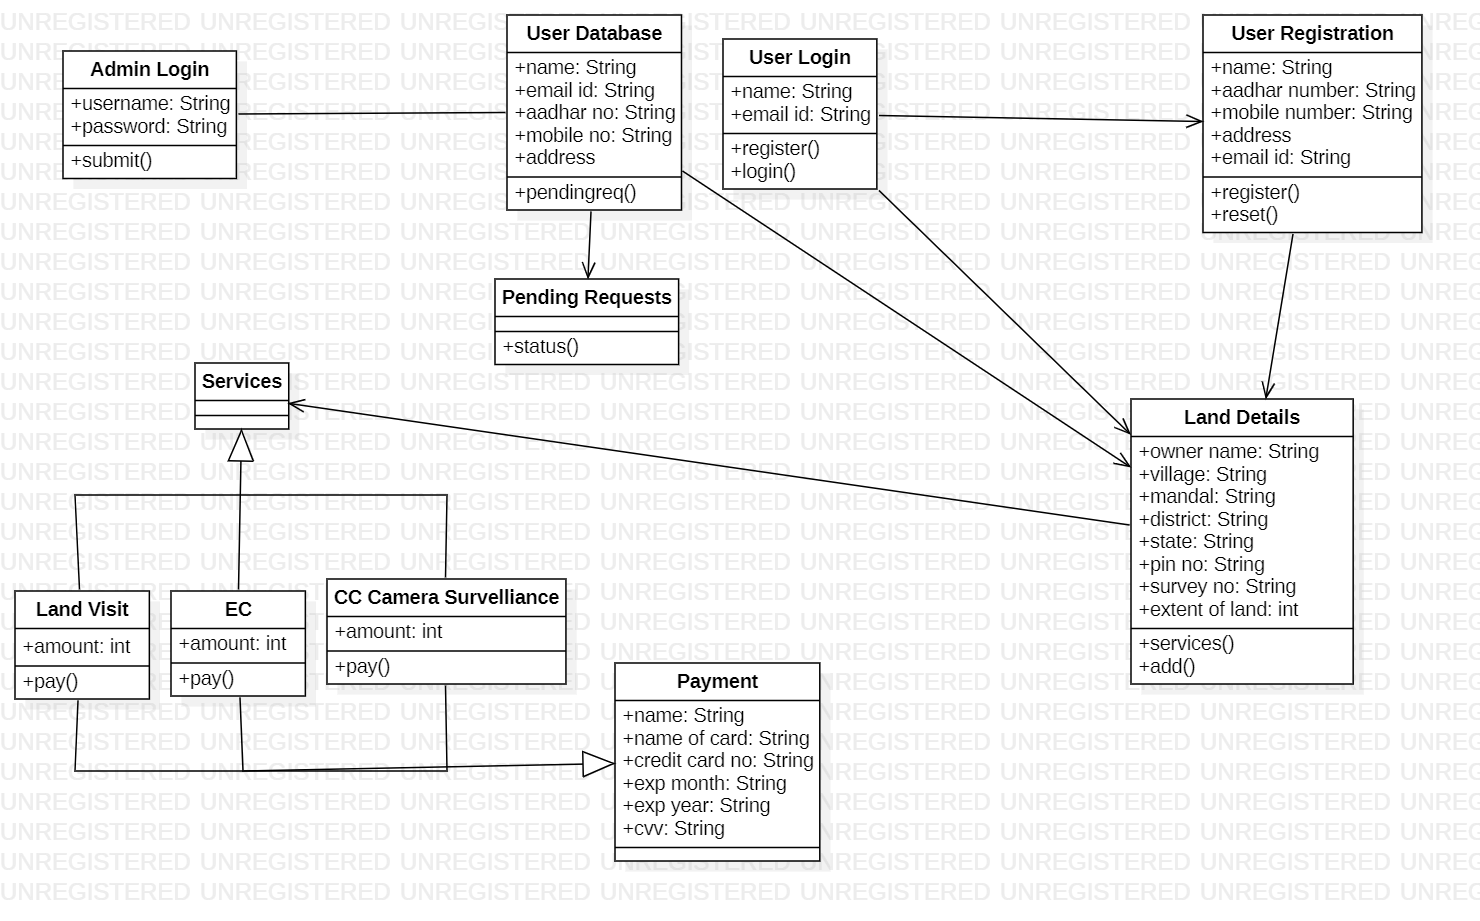 Admin Login
+username: String
+password: String
+submit()
User Database
+name: String
+email id: String
+aadhar no: String
+mobile no: String
+address
+pendingreq()
User Login
+name: String
+email id: String
+register()
+login()
User Registration
+name: String
+aadhar number: String
+mobile number: String
+address
+email id: String
+register()
+reset()
Pending Requests
+status()
Services
Land Details
+owner name: String
+village: String
+mandal: String
+district: String
+state: String
+pin no: String
+survey no: String
+extent of land: int
+services()
+add()
Land Visit
+amount: int
+pay()
EC
+amount: int
+pay()
CC Camera Survelliance
+amount: int
+pay()
Payment
+name: String
+name of card: String
+credit card no: String
+exp month: String
+exp year: String
+cvv: String
UNREGISTERED